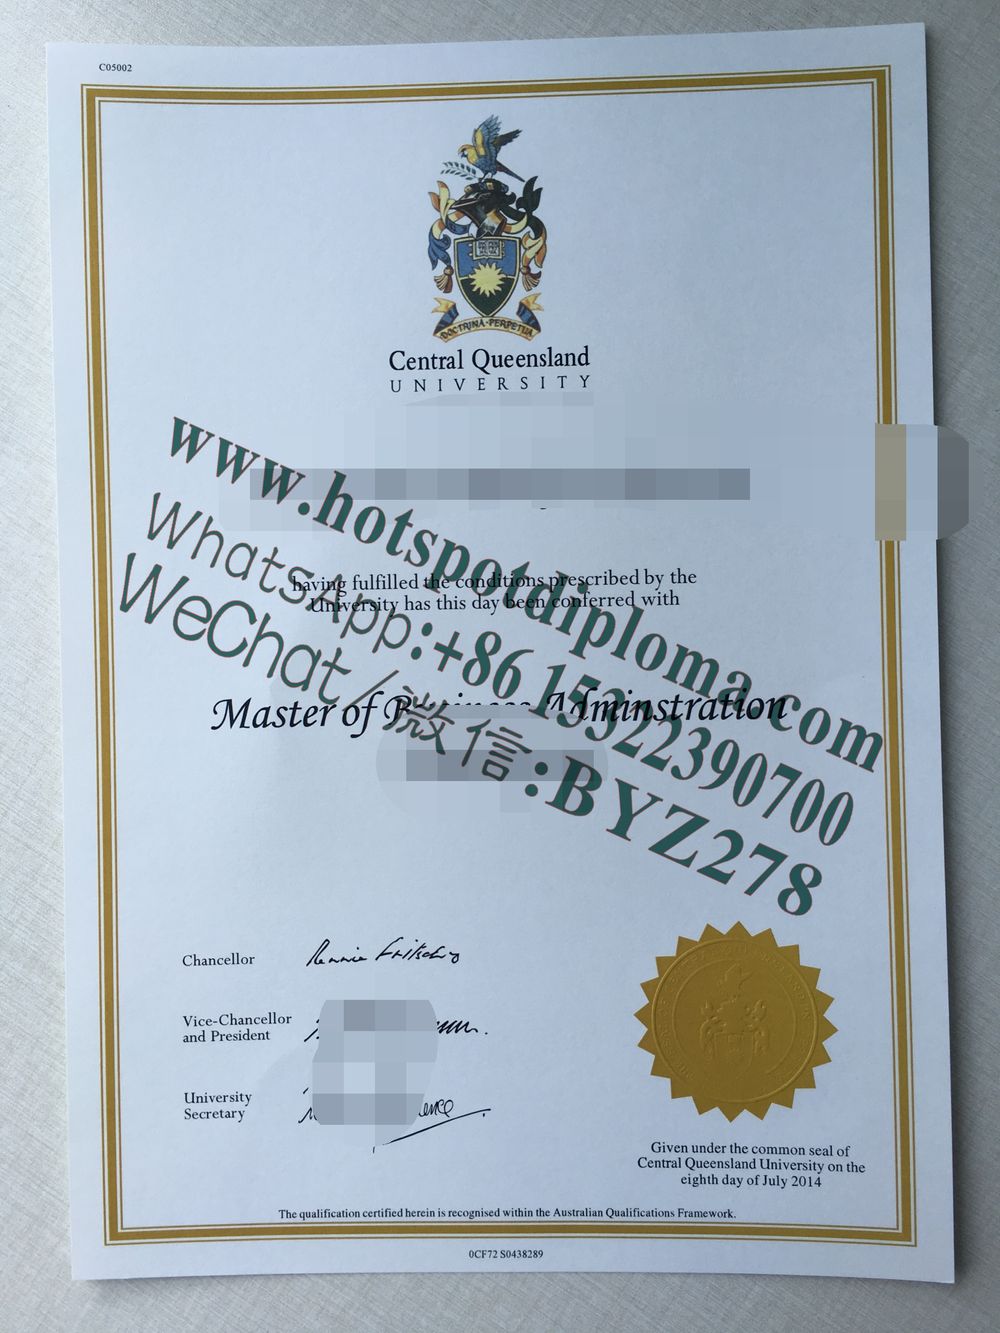 C05002
DOCTRINA·PERPETUA
Central Queensland
UNIVERSITY
www.hotspotdiploma.com
WhatsApp:+86 15322390700
WeChat/微信:BYZ278
having fulfilled the conditions prescribed by the
University has this day been conferred with
Master of Business Adminstration
Chancellor
Vice-Chancellor
and President
University
Secretary
Given under the common seal of
Central Queensland University on the
eighth day of July 2014
The qualification certified herein is recognised within the Australian Qualifications Framework.
0CF72 S0438289